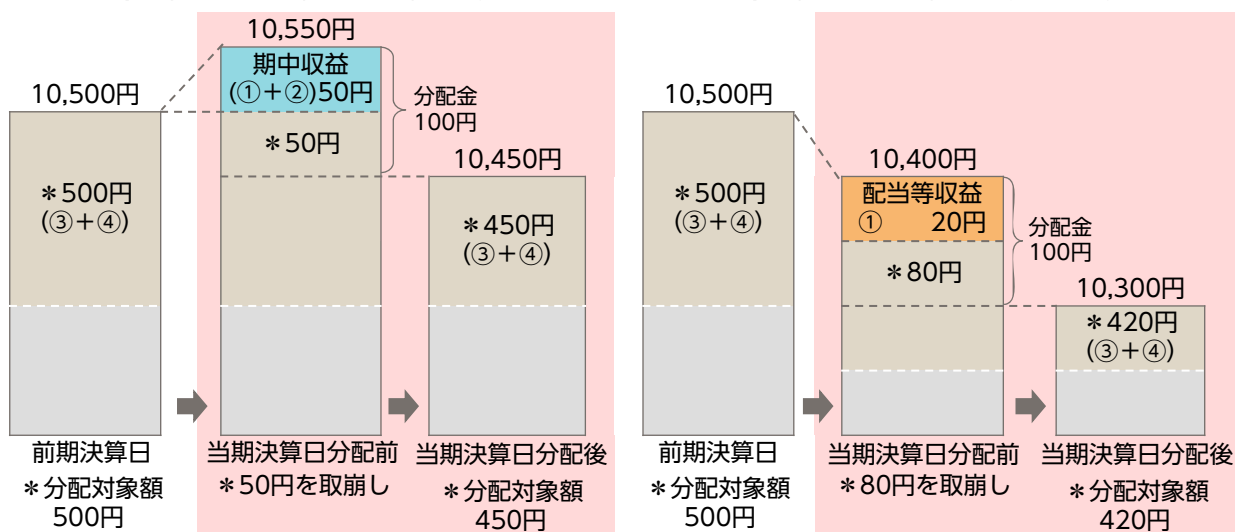 10,500円
＊500円
(③＋④)
前期決算日
＊分配対象額
500円
10,550円
期中収益
(①＋②)50円
＊50円
分配金
100円
当期決算日分配前
＊50円を取崩し
10,450円
＊450円
(③＋④)
当期決算日分配後
＊分配対象額
450円
10,500円
＊500円
(③＋④)
前期決算日
＊分配対象額
500円
10,400円
配当等収益
① 20円
＊80円
分配金
100円
当期決算日分配前
＊80円を取崩し
10,300円
＊420円
(③＋④)
当期決算日分配後
＊分配対象額
420円